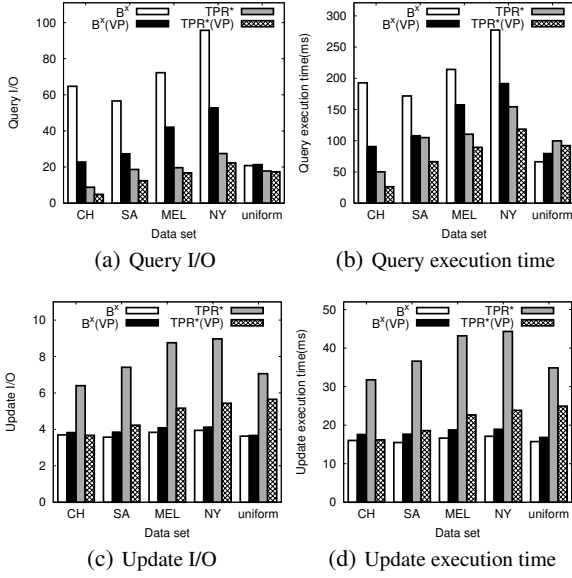 B^x TPR*
B^x(VP) TPR*(VP)
Query I/O
100
80
60
40
20
0
CH SA MEL NY uniform
Data set
(a) Query I/O
B^x TPR*
B^x(VP) TPR*(VP)
Query execution time(ms)
300
250
200
150
100
50
0
CH SA MEL NY uniform
Data set
(b) Query execution time
B^x TPR*
B^x(VP) TPR*(VP)
Update I/O
10
8
6
4
2
0
CH SA MEL NY uniform
Data set
(c) Update I/O
B^x TPR*
B^x(VP) TPR*(VP)
Update execution time(ms)
50
40
30
20
10
0
CH SA MEL NY uniform
Data set
(d) Update execution time